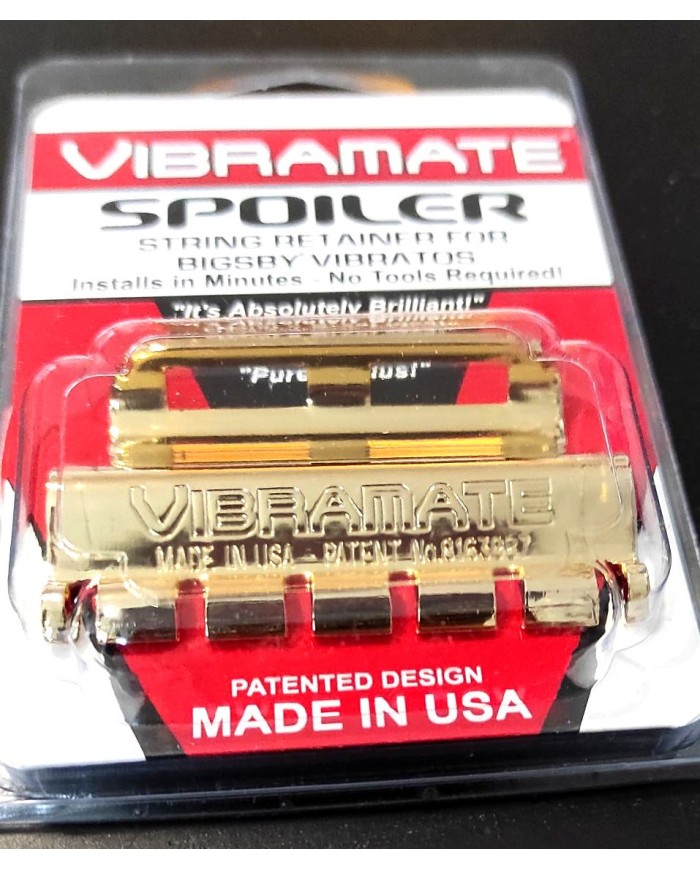 VIBRAMATE
SPOILER
STRING RETAINER FOR
BIGSBY VIBRATOS
Installs in Minutes - No Tools Required!
"It's Absolutely Brilliant!"
"Pure
VIBRAMATE
MADE IN USA - PATENT No.
PATENTED DESIGN
MADE IN USA